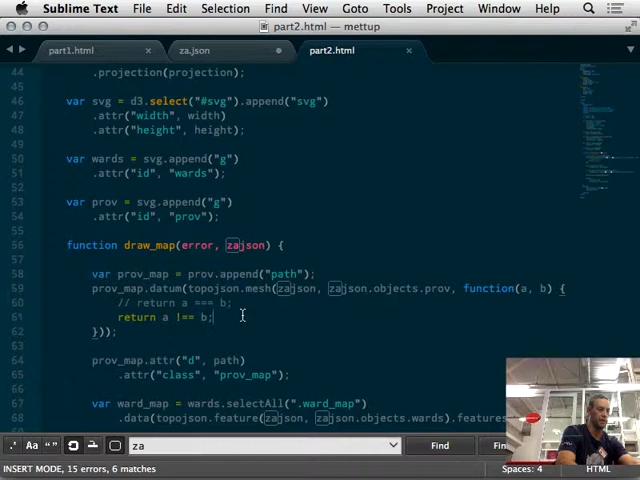 Sublime Text File Edit Selection Find View Goto Tools Project Window Help
part2.html — mettup
part1.html za.json part2.html
44 .projection(projection);
45
46 var svg = d3.select("#svg").append("svg")
47 .attr("width", width)
48 .attr("height", height);
49
50 var wards = svg.append("g")
51 .attr("id", "wards");
52
53 var prov = svg.append("g")
54 .attr("id", "prov");
55
56 function draw_map(error, zajson) {
57
58 var prov_map = prov.append("path");
59 prov_map.datum(topojson.mesh(zajson, zajson.objects.prov, function(a, b) {
60 // return a === b;
61 return a !== b;
62 }));
63
64 prov_map.attr("d", path)
65 .attr("class", "prov_map");
66
67 var ward_map = wards.selectAll(".ward_map")
68 .data(topojson.feature(zajson, zajson.objects.wards).features
.* Aa "" za Find Fin
INSERT MODE, 15 errors, 6 matches Spaces: 4 HTML